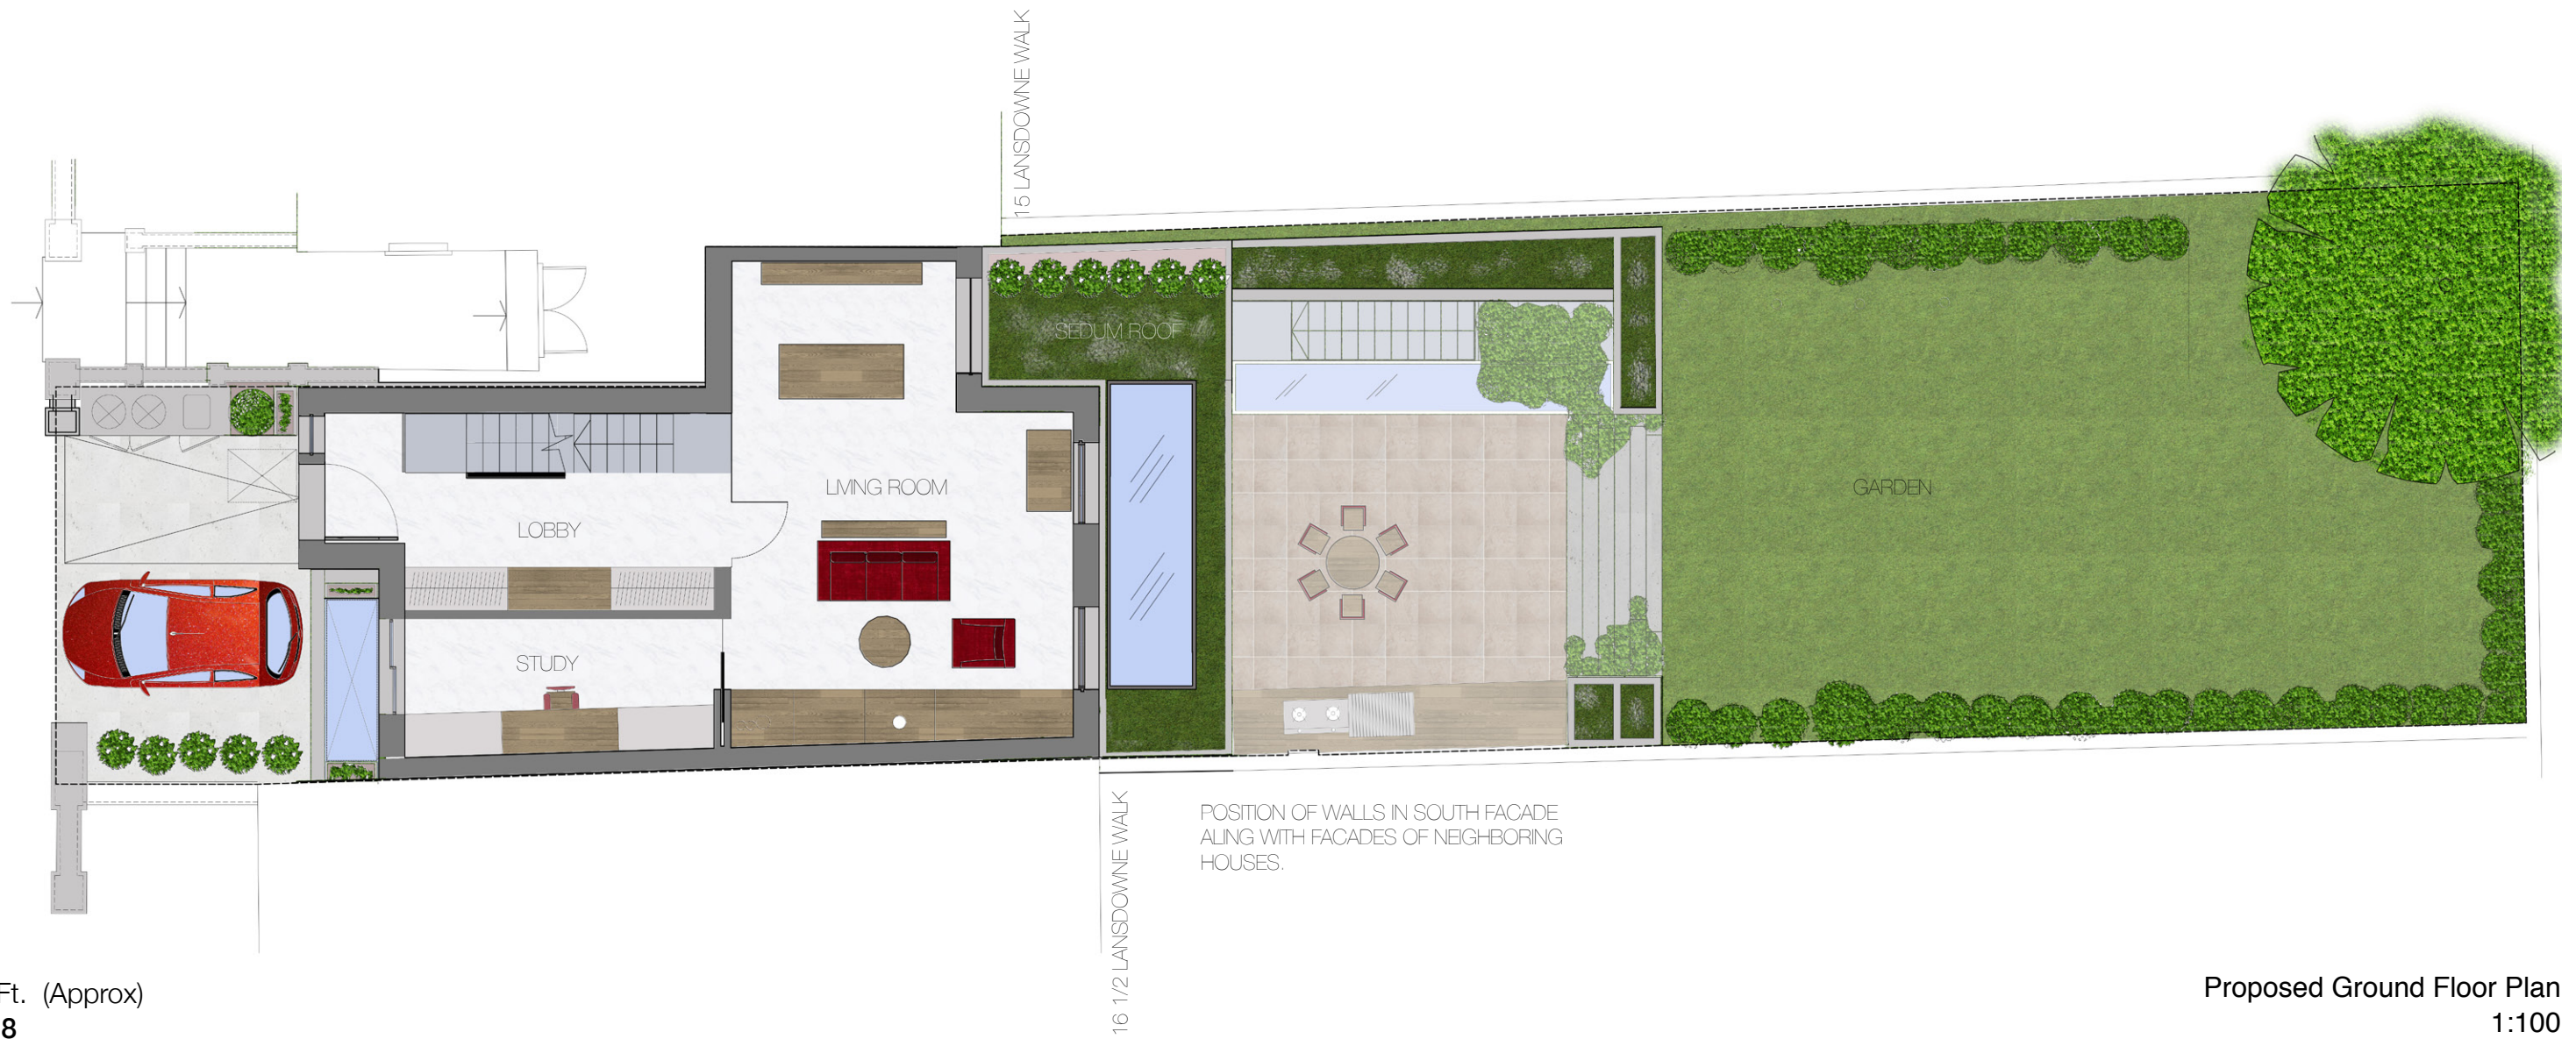 15 LANSDOWNE WALK
SEDUM ROOF
LIVING ROOM
GARDEN
LOBBY
STUDY
16 1/2 LANSDOWNE WALK
POSITION OF WALLS IN SOUTH FACADE
ALING WITH FACADES OF NEIGHBORING
HOUSES.
Ft. (Approx)
8
Proposed Ground Floor Plan
1:100